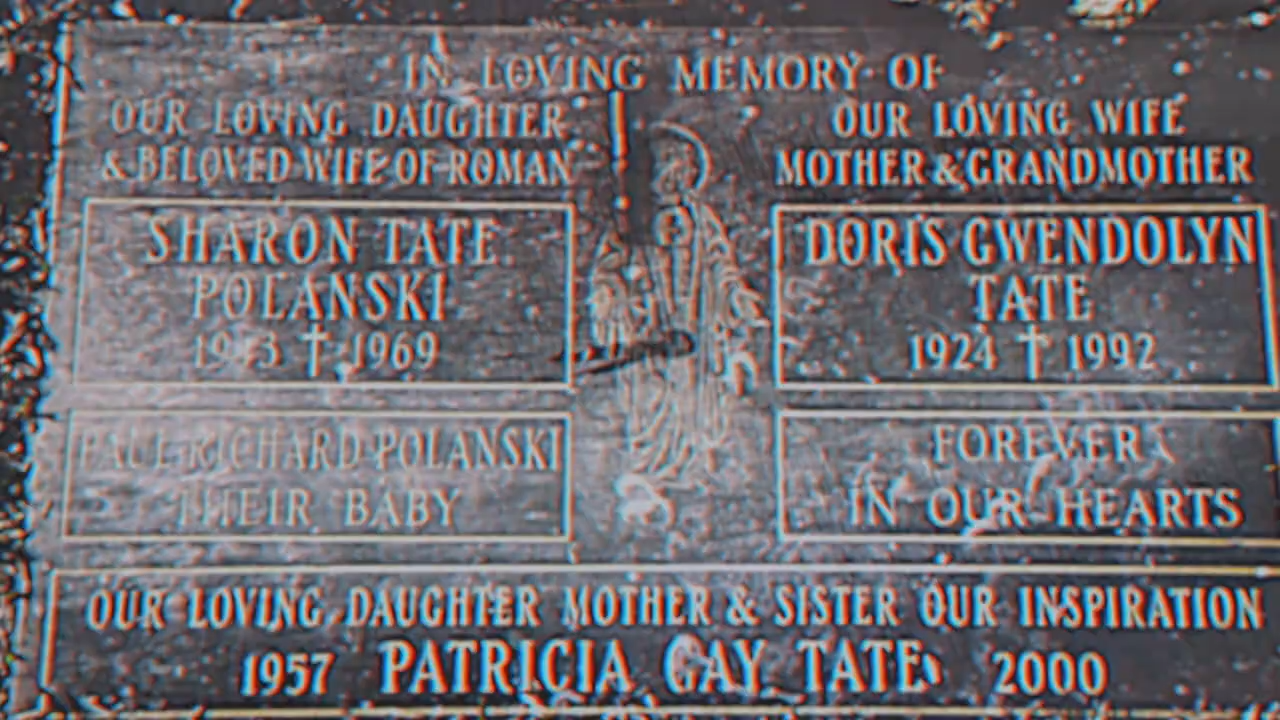 IN LOVING MEMORY OF
OUR LOVING DAUGHTER
& BELOVED WIFE OF ROMAN
SHARON TATE
POLANSKI
1943 † 1969
PAUL RICHARD POLANSKI
THEIR BABY
OUR LOVING WIFE
MOTHER & GRANDMOTHER
DORIS GWENDOLYN
TATE
1924 † 1992
FOREVER
IN OUR HEARTS
OUR LOVING DAUGHTER MOTHER & SISTER OUR INSPIRATION
1957 PATRICIA GAY TATE 2000